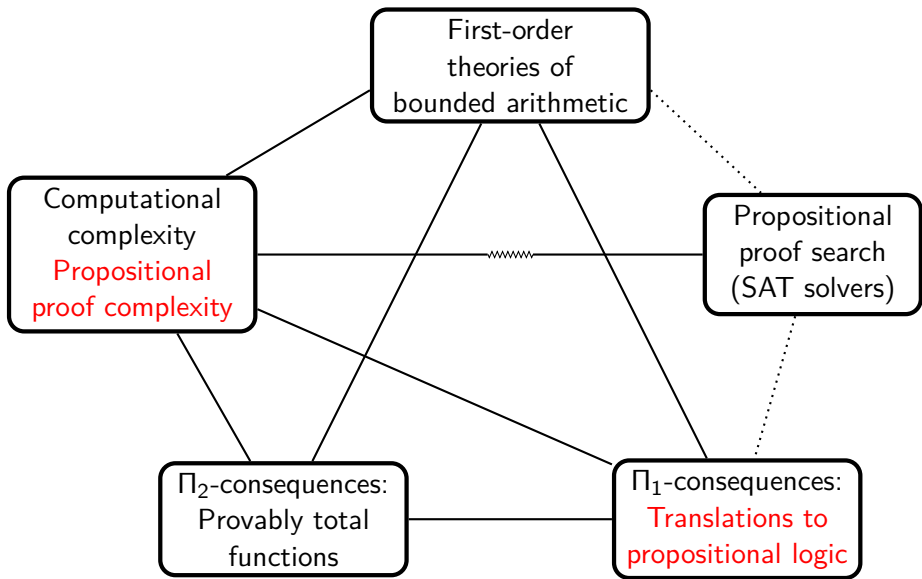 First-order
theories of
bounded arithmetic
Computational
complexity
Propositional
proof complexity
Propositional
proof search
(SAT solvers)
Π₂-consequences:
Provably total
functions
Π₁-consequences:
Translations to
propositional logic